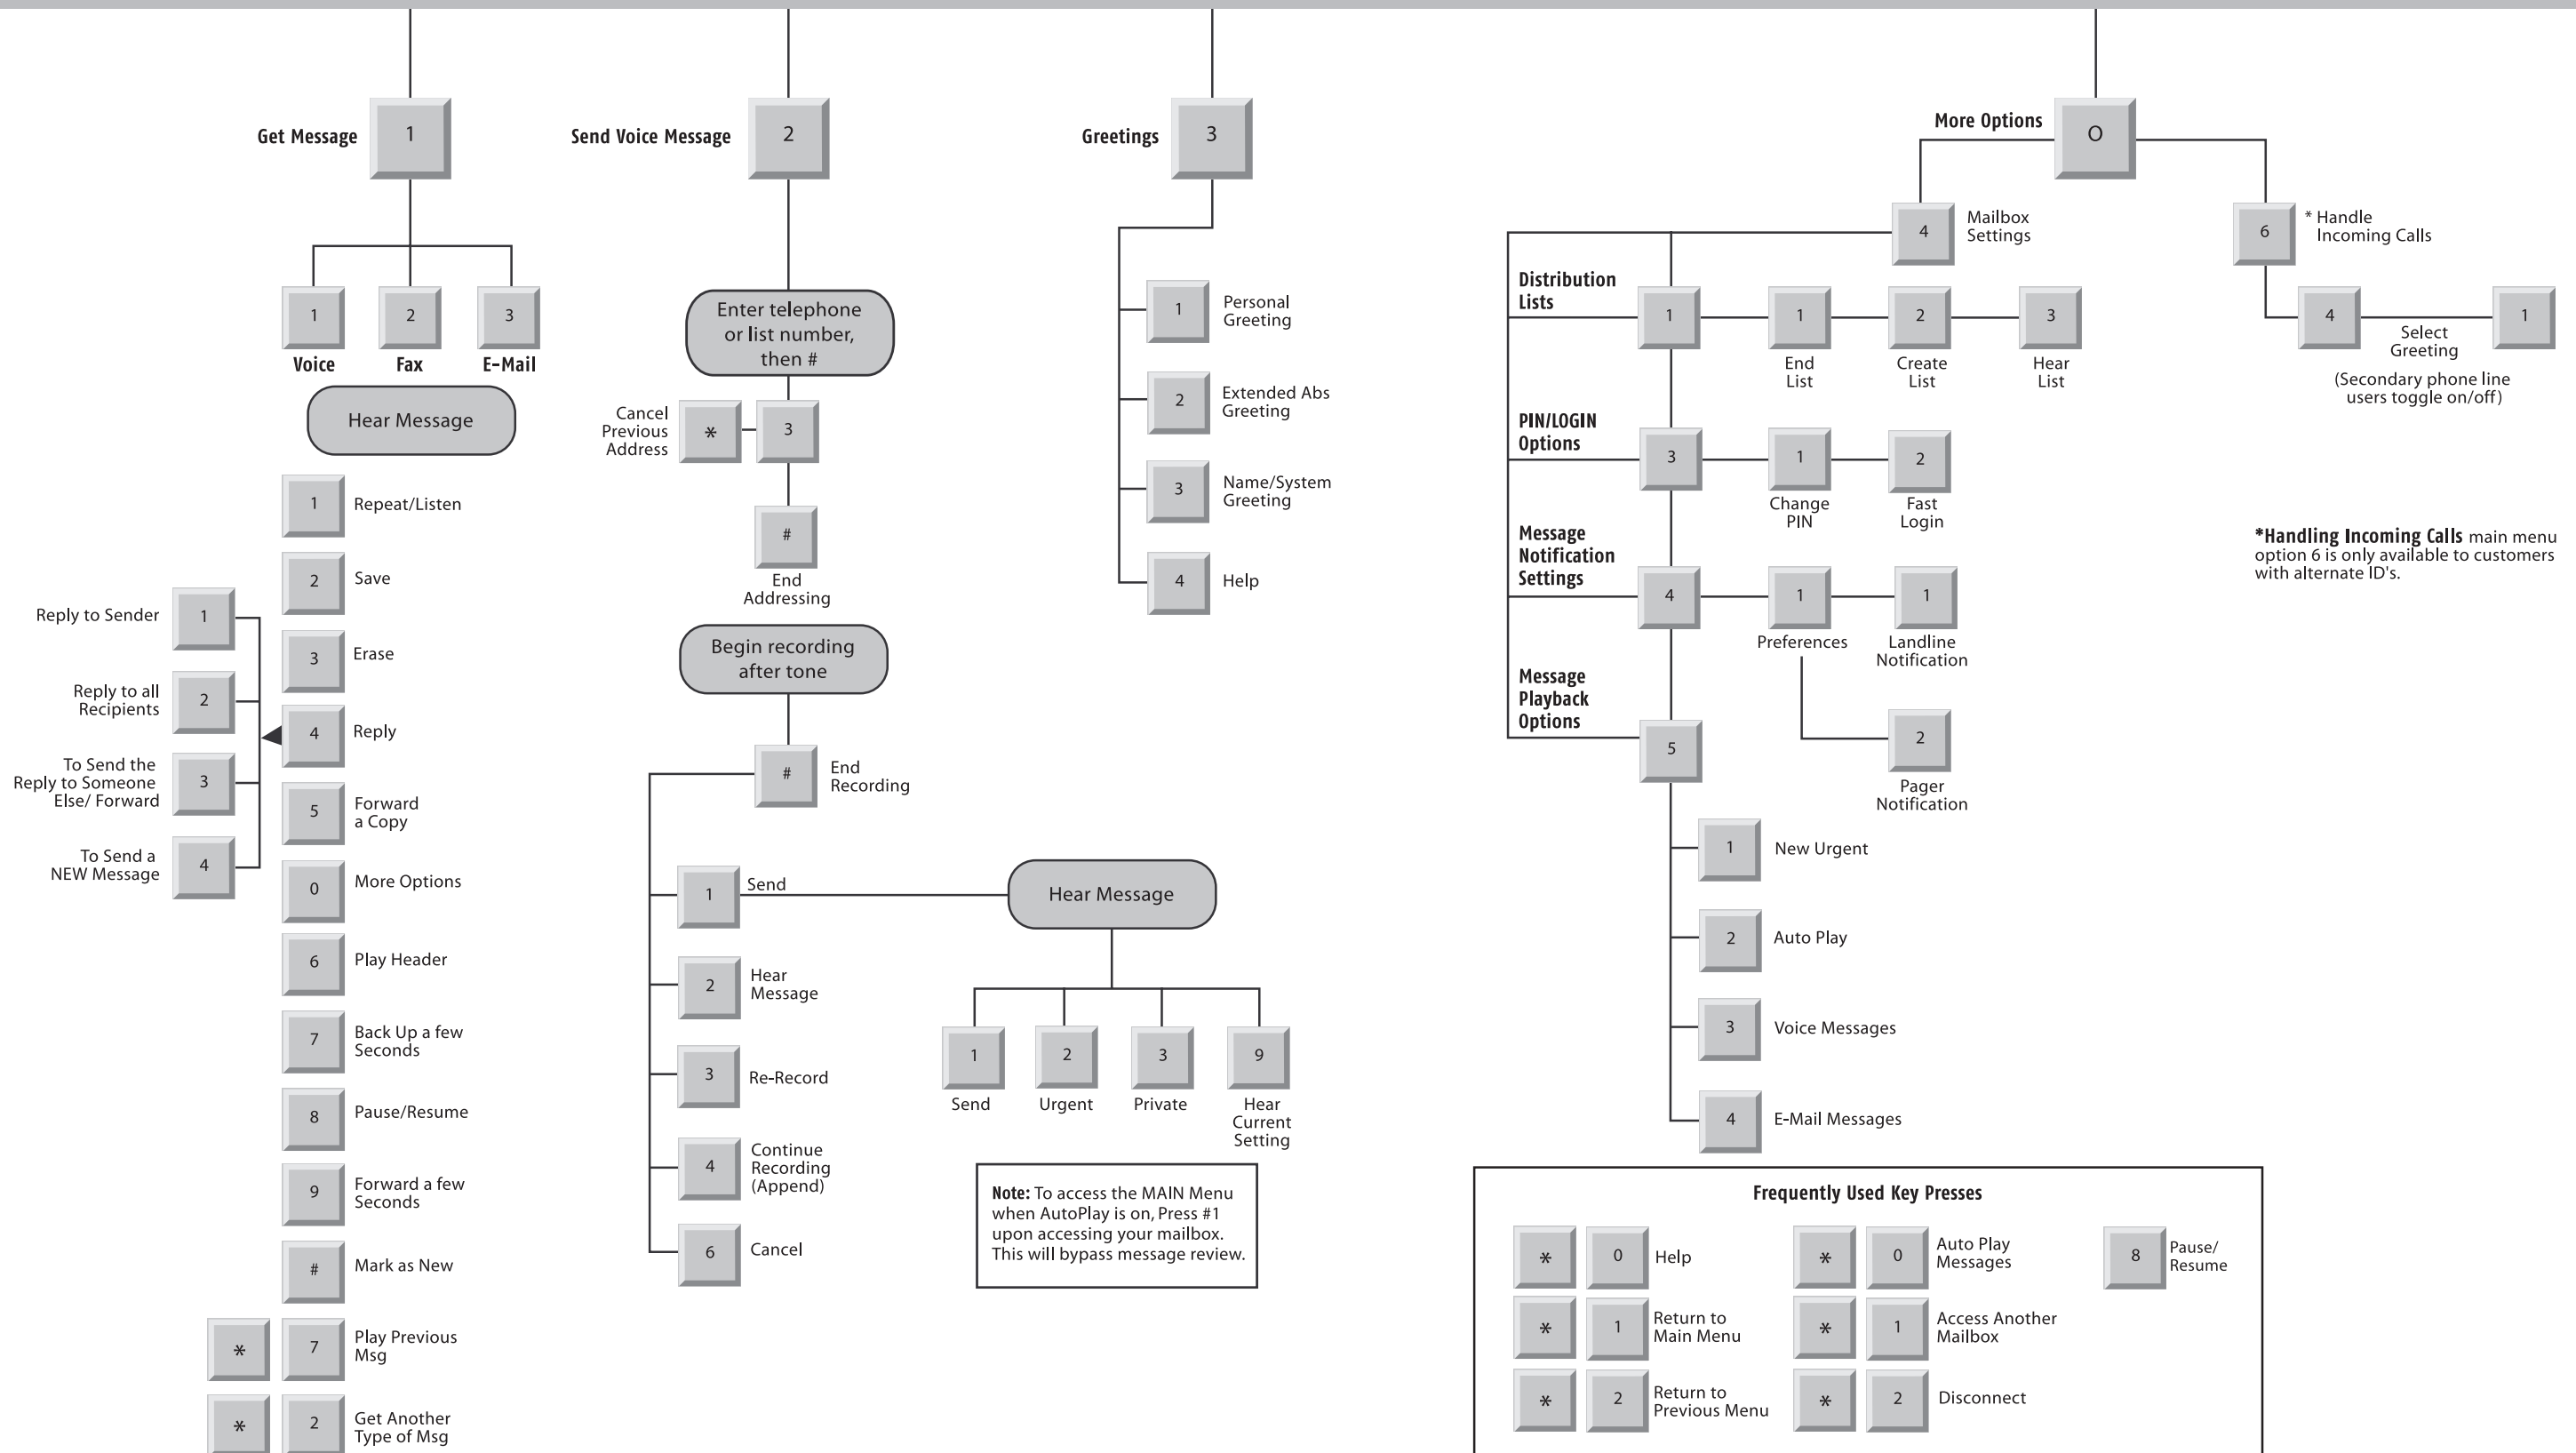 Get Message
1
1
2
3
Voice
Fax
E-Mail
Hear Message
1
Repeat/Listen
2
Save
3
Erase
4
Reply
Reply to Sender
1
Reply to all
Recipients
2
To Send the
Reply to Someone
Else/ Forward
3
To Send a
NEW Message
4
5
Forward
a Copy
0
More Options
6
Play Header
7
Back Up a few
Seconds
8
Pause/Resume
9
Forward a few
Seconds
#
Mark as New
*
7
Play Previous
Msg
*
2
Get Another
Type of Msg
Send Voice Message
2
Enter telephone
or list number,
then #
Cancel
Previous
Address
*
3
#
End
Addressing
Begin recording
after tone
#
End
Recording
1
Send
2
Hear
Message
3
Re-Record
4
Continue
Recording
(Append)
6
Cancel
Hear Message
1
2
3
9
Send
Urgent
Private
Hear
Current
Setting
Note: To access the MAIN Menu
when AutoPlay is on, Press #1
upon accessing your mailbox.
This will bypass message review.
Greetings
3
1
Personal
Greeting
2
Extended Abs
Greeting
3
Name/System
Greeting
4
Help
More Options
O
4
Mailbox
Settings
Distribution
Lists
1
1
2
3
End
List
Create
List
Hear
List
PIN/LOGIN
Options
3
1
2
Change
PIN
Fast
Login
Message
Notification
Settings
4
1
1
Preferences
Landline
Notification
2
Pager
Notification
Message
Playback
Options
5
1
New Urgent
2
Auto Play
3
Voice Messages
4
E-Mail Messages
6
* Handle
Incoming Calls
4
Select
Greeting
1
(Secondary phone line
users toggle on/off)
*Handling Incoming Calls main menu
option 6 is only available to customers
with alternate ID's.
Frequently Used Key Presses
*
0
Help
*
1
Return to
Main Menu
*
2
Return to
Previous Menu
*
0
Auto Play
Messages
*
1
Access Another
Mailbox
*
2
Disconnect
8
Pause/
Resume